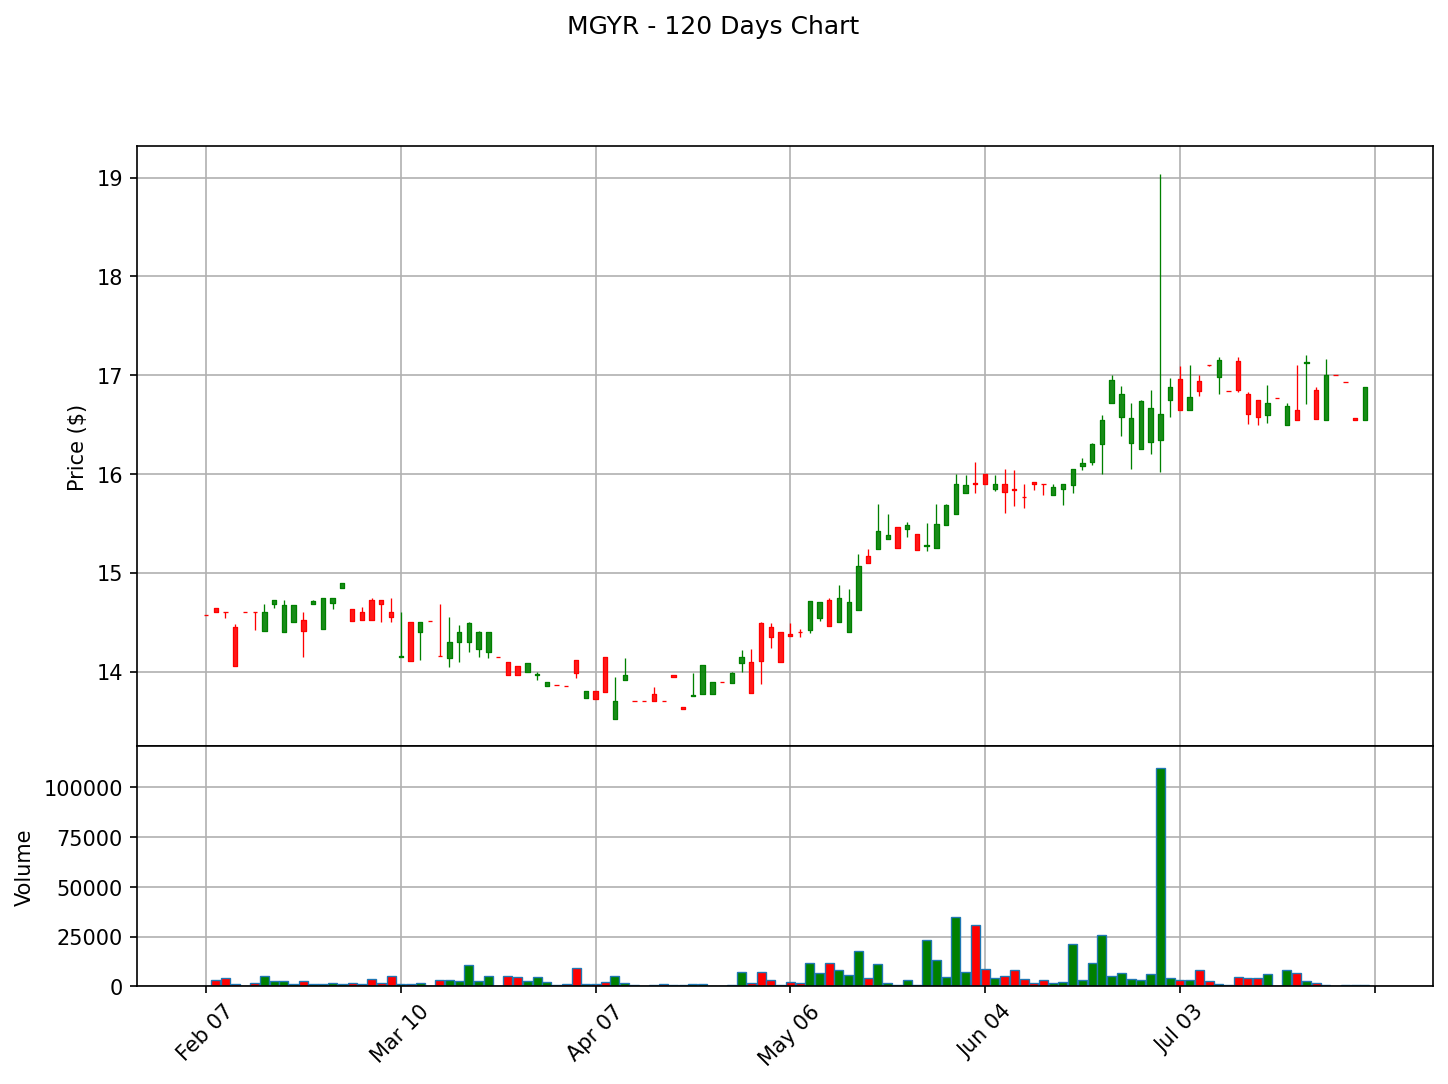 MGYR - 120 Days Chart
19
18
17
16
15
14
Price ($)
100000
75000
50000
25000
0
Volume
Feb 07
Mar 10
Apr 07
May 06
Jun 04
Jul 03